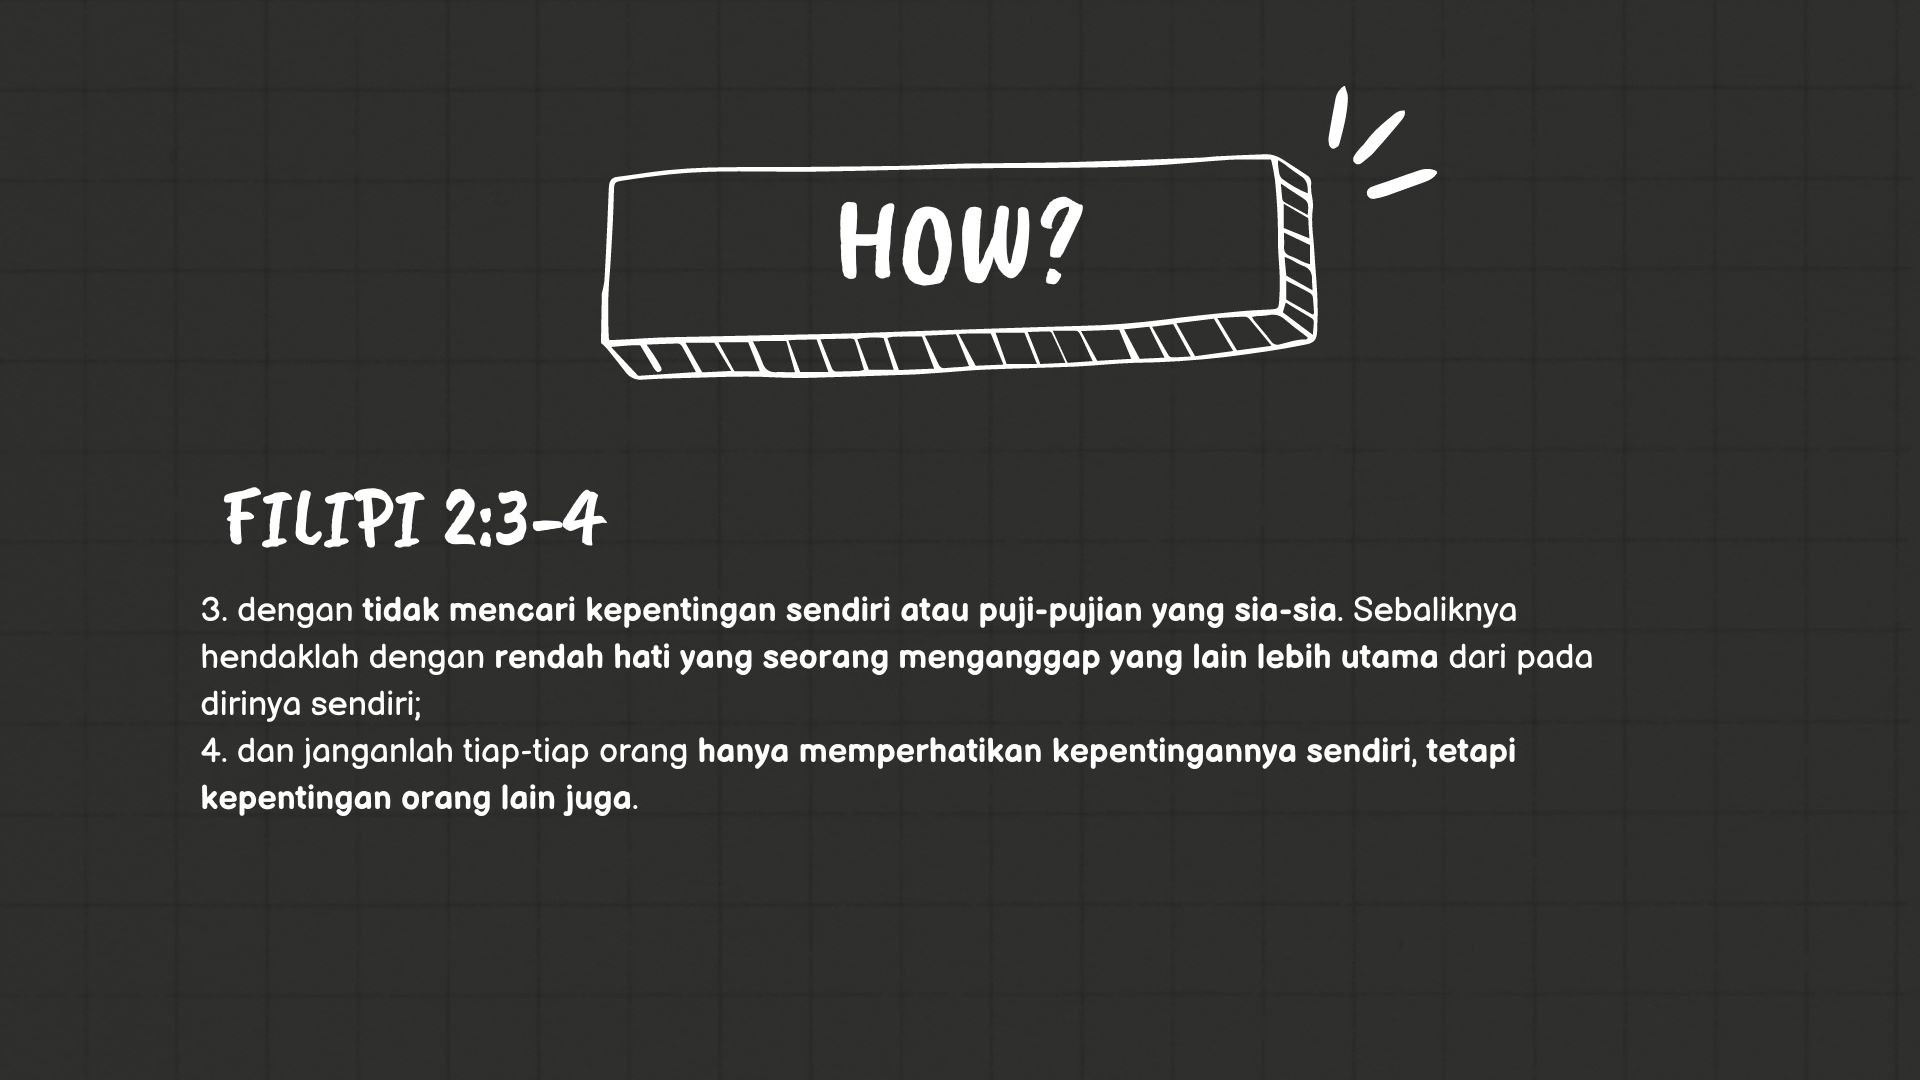 HOW?
FILIPI 2:3-4
3. dengan tidak mencari kepentingan sendiri atau puji-pujian yang sia-sia. Sebaliknya
hendaklah dengan rendah hati yang seorang menganggap yang lain lebih utama dari pada
dirinya sendiri;
4. dan janganlah tiap-tiap orang hanya memperhatikan kepentingannya sendiri, tetapi
kepentingan orang lain juga.